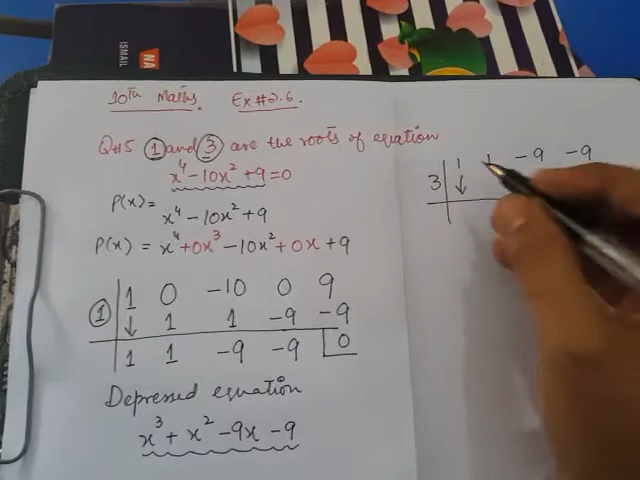 ISMAIL
NA
10th Maths. Ex#2.6.
Q#5 1 and 3 are the roots of equation
x⁴-10x²+9=0
P(x)= x⁴-10x²+9
P(x) = x⁴+0x³-10x²+0x+9
1 0 -10 0 9
1 ↓ 1 1 -9 -9
1 1 -9 -9 0
Depressed equation
x³+x²-9x-9
1 1 -9 -9
3 ↓